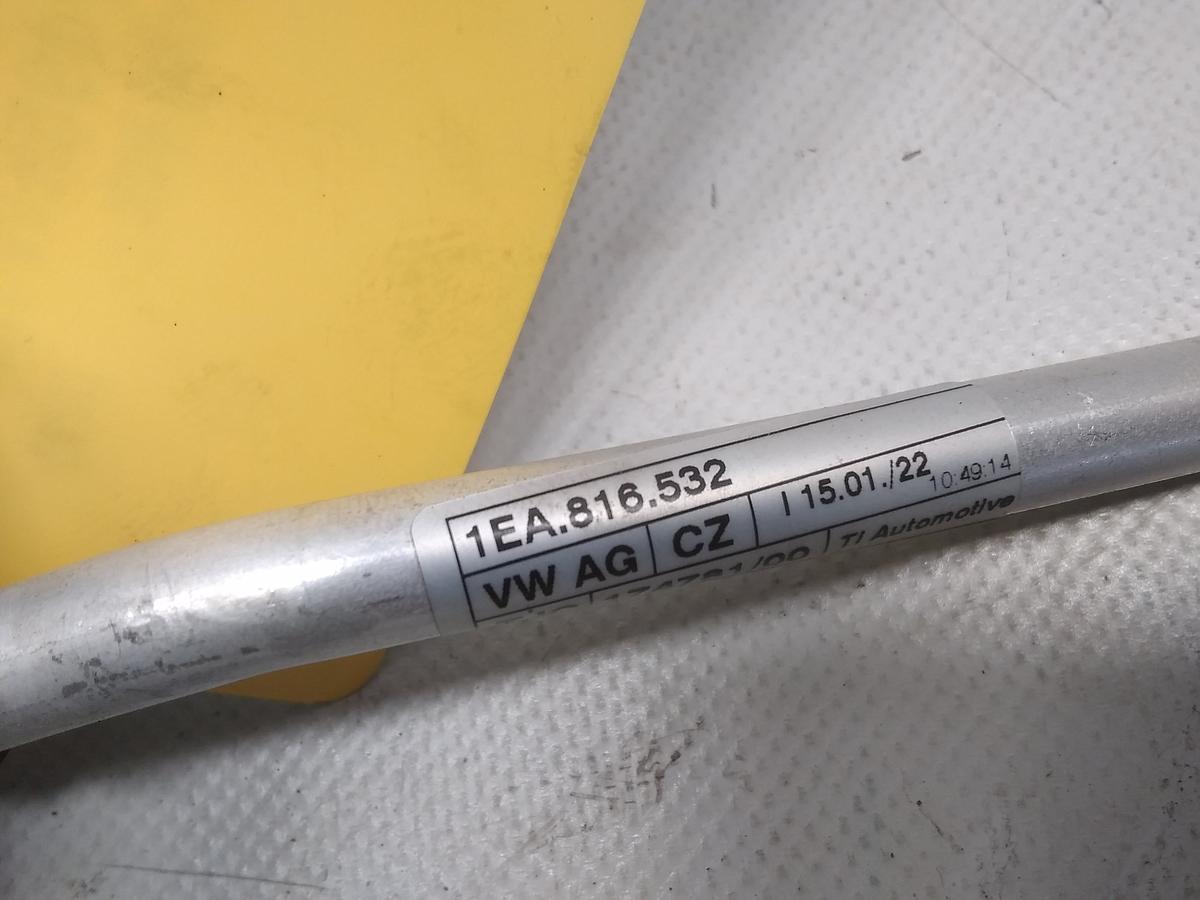 1EA.816.532
VW AG CZ | 15.01./22 10:49:14
TI Automotive